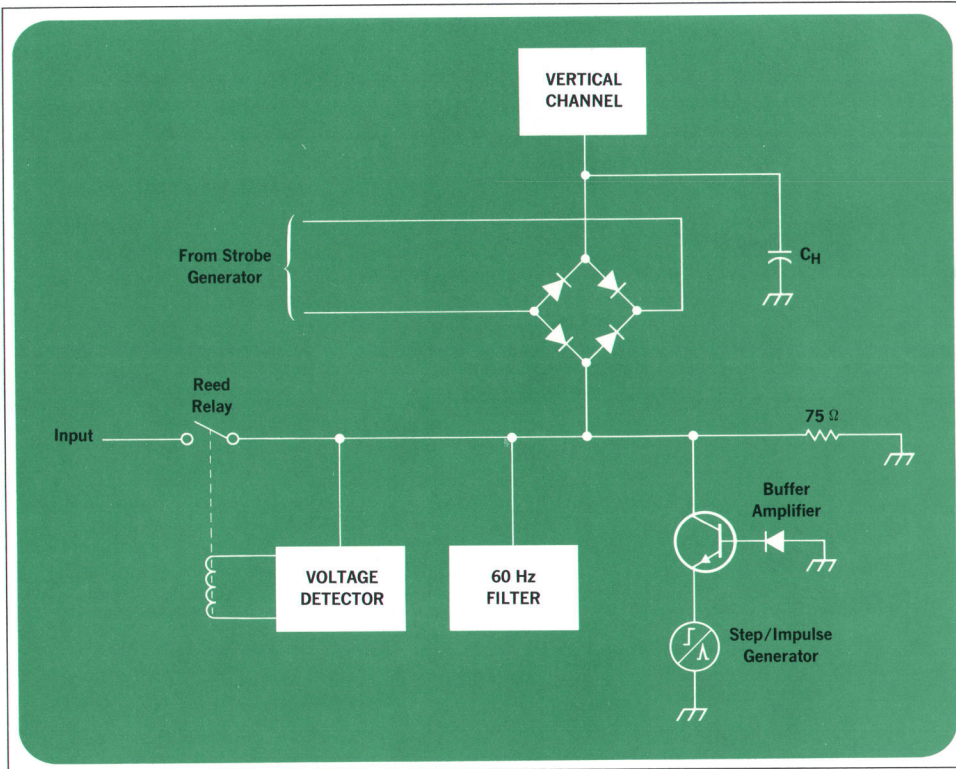 VERTICAL
CHANNEL
From Strobe
Generator
C_H
Reed
Relay
Input
75 Ω
Buffer
Amplifier
VOLTAGE
DETECTOR
60 Hz
FILTER
Step/Impulse
Generator